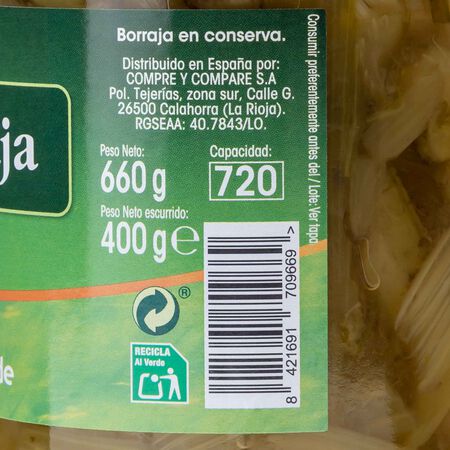 Borraja en conserva.
Distribuido en España por:
COMPRE Y COMPARE S.A
Pol. Tejerías, zona sur, Calle G.
26500 Calahorra (La Rioja).
RGSEAA: 40.7843/LO.
ja
Peso Neto:
660 g
Capacidad:
720
Peso Neto escurrido:
400 g e
®
RECICLA
Al Verde
de
8 421691 709669 >
Consumir preferentemente antes del / Lote: Ver tapa